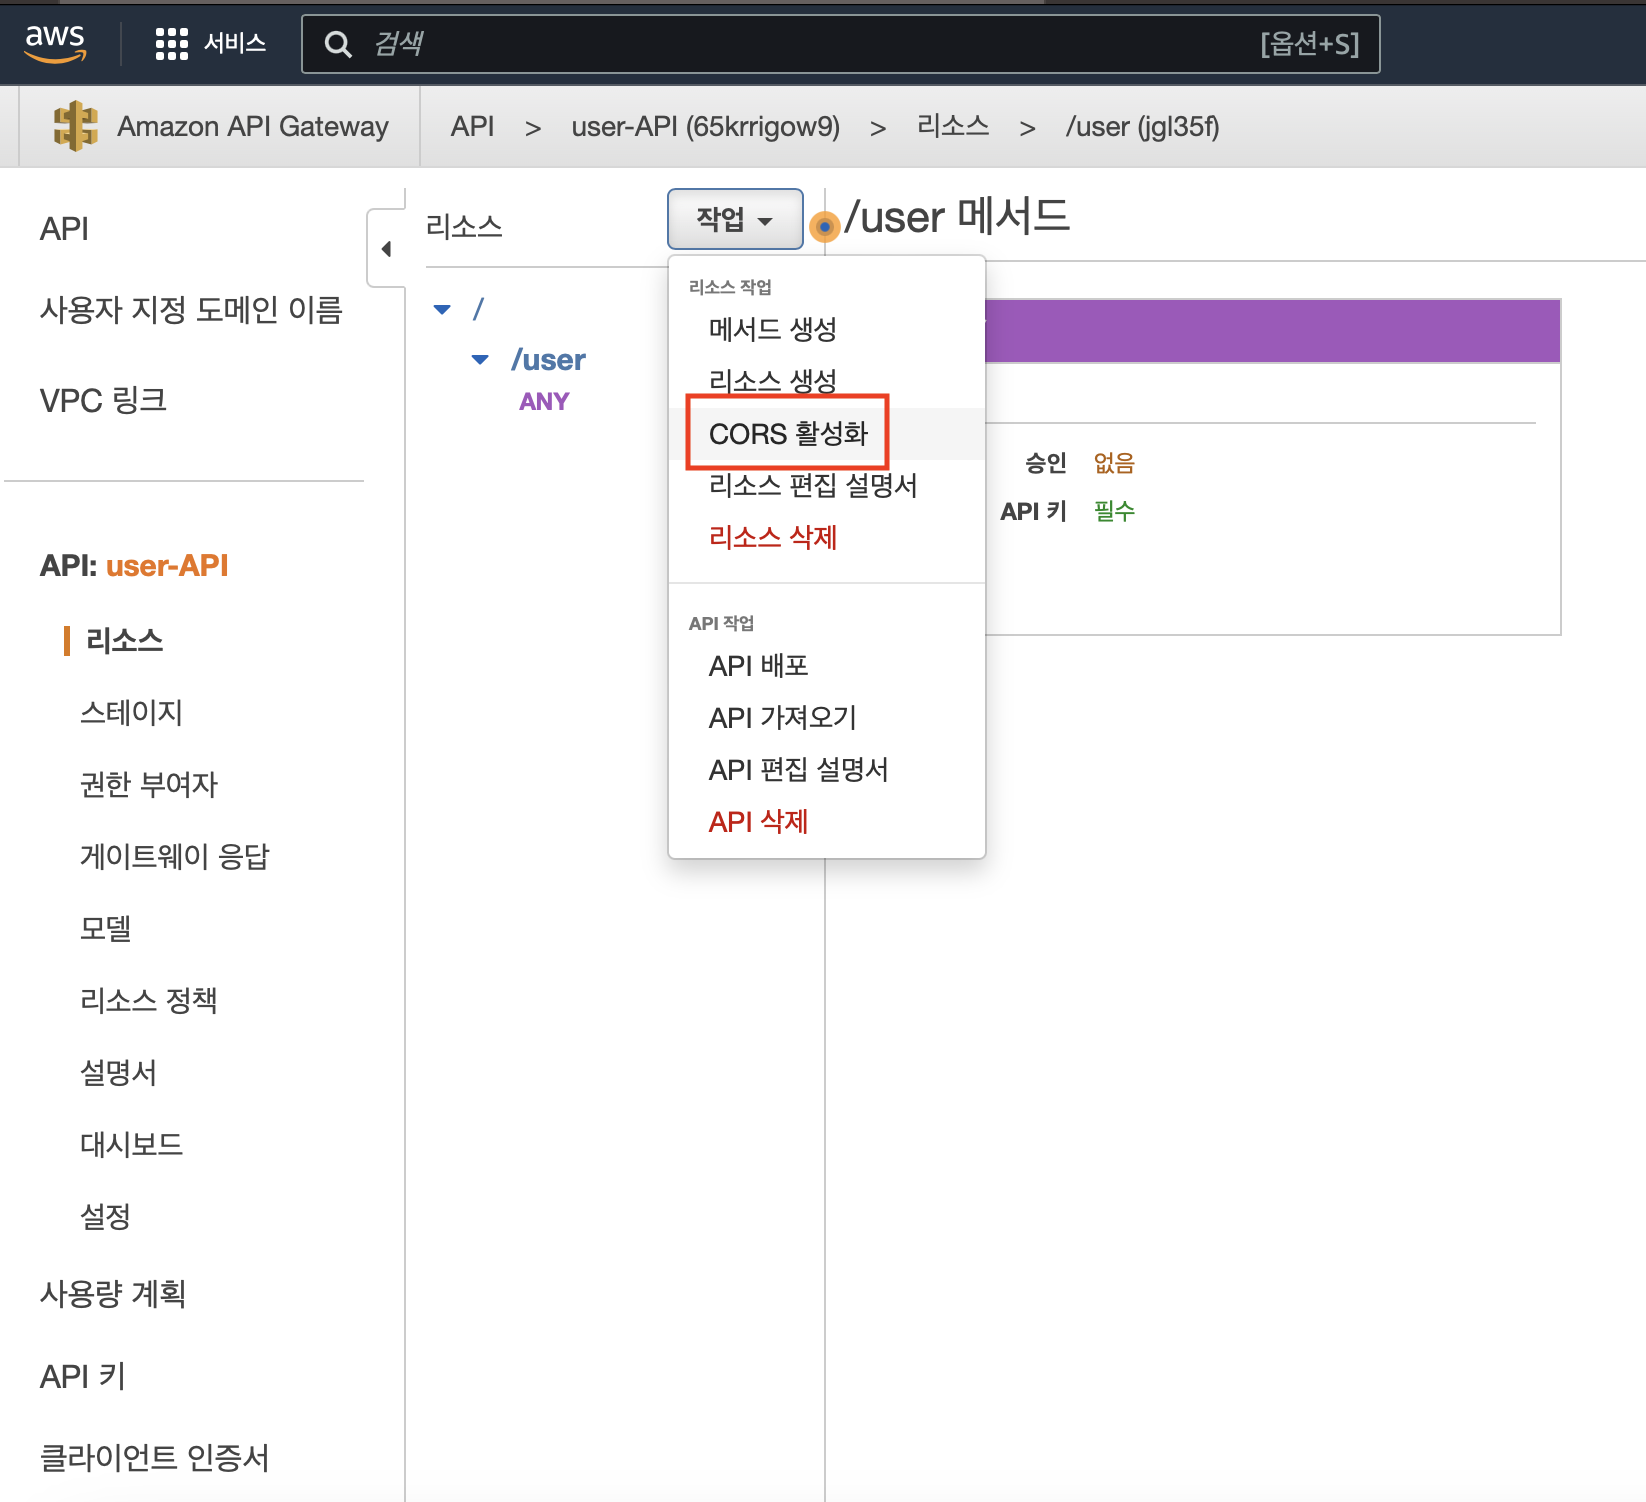 aws
서비스
검색
[옵션+S]
Amazon API Gateway
API > user-API (65krrigow9) > 리소스 > /user (jgl35f)
API
사용자 지정 도메인 이름
VPC 링크
API: user-API
리소스
스테이지
권한 부여자
게이트웨이 응답
모델
리소스 정책
설명서
대시보드
설정
사용량 계획
API 키
클라이언트 인증서
리소스
작업
/
/user
ANY
리소스 작업
메서드 생성
리소스 생성
CORS 활성화
리소스 편집 설명서
리소스 삭제
API 작업
API 배포
API 가져오기
API 편집 설명서
API 삭제
/user 메서드
승인 없음
API 키 필수